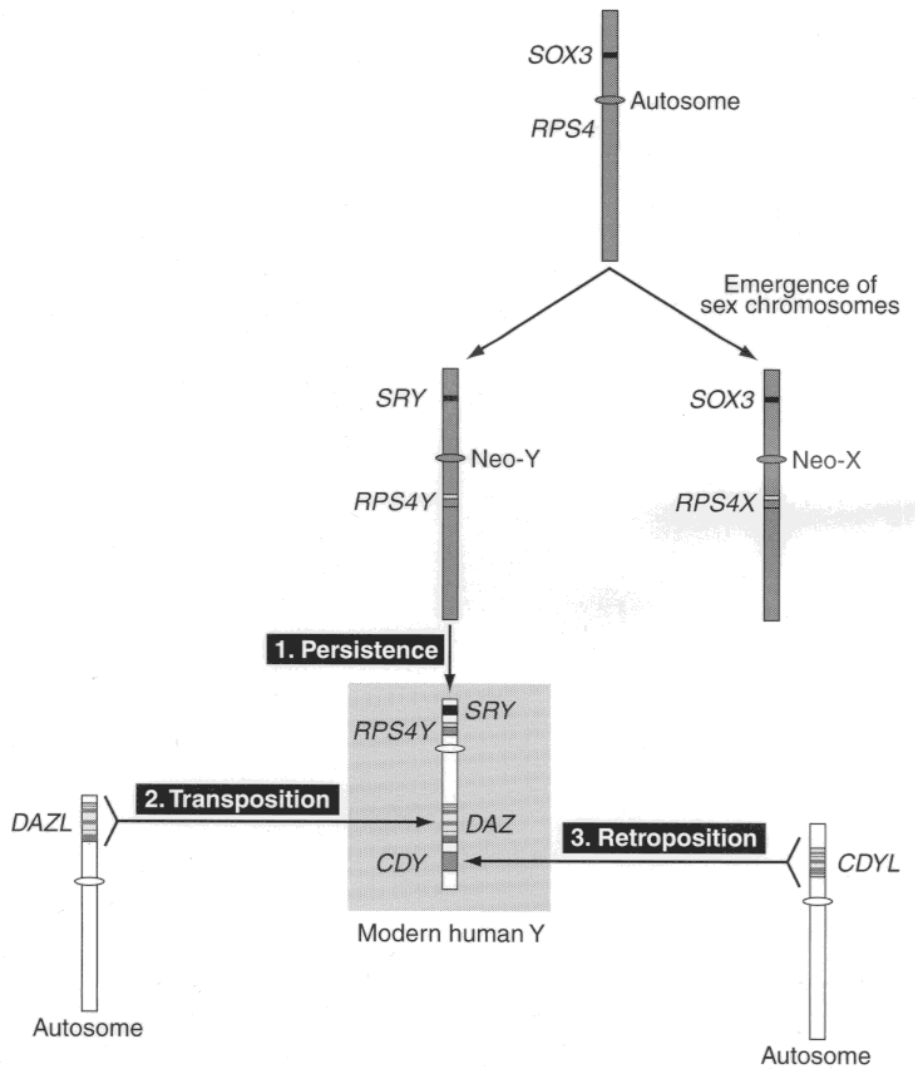 SOX3
Autosome
RPS4
Emergence of
sex chromosomes
SRY
SOX3
Neo-Y
Neo-X
RPS4Y
RPS4X
1. Persistence
SRY
RPS4Y
2. Transposition
DAZL
DAZ
3. Retroposition
CDY
CDYL
Modern human Y
Autosome
Autosome